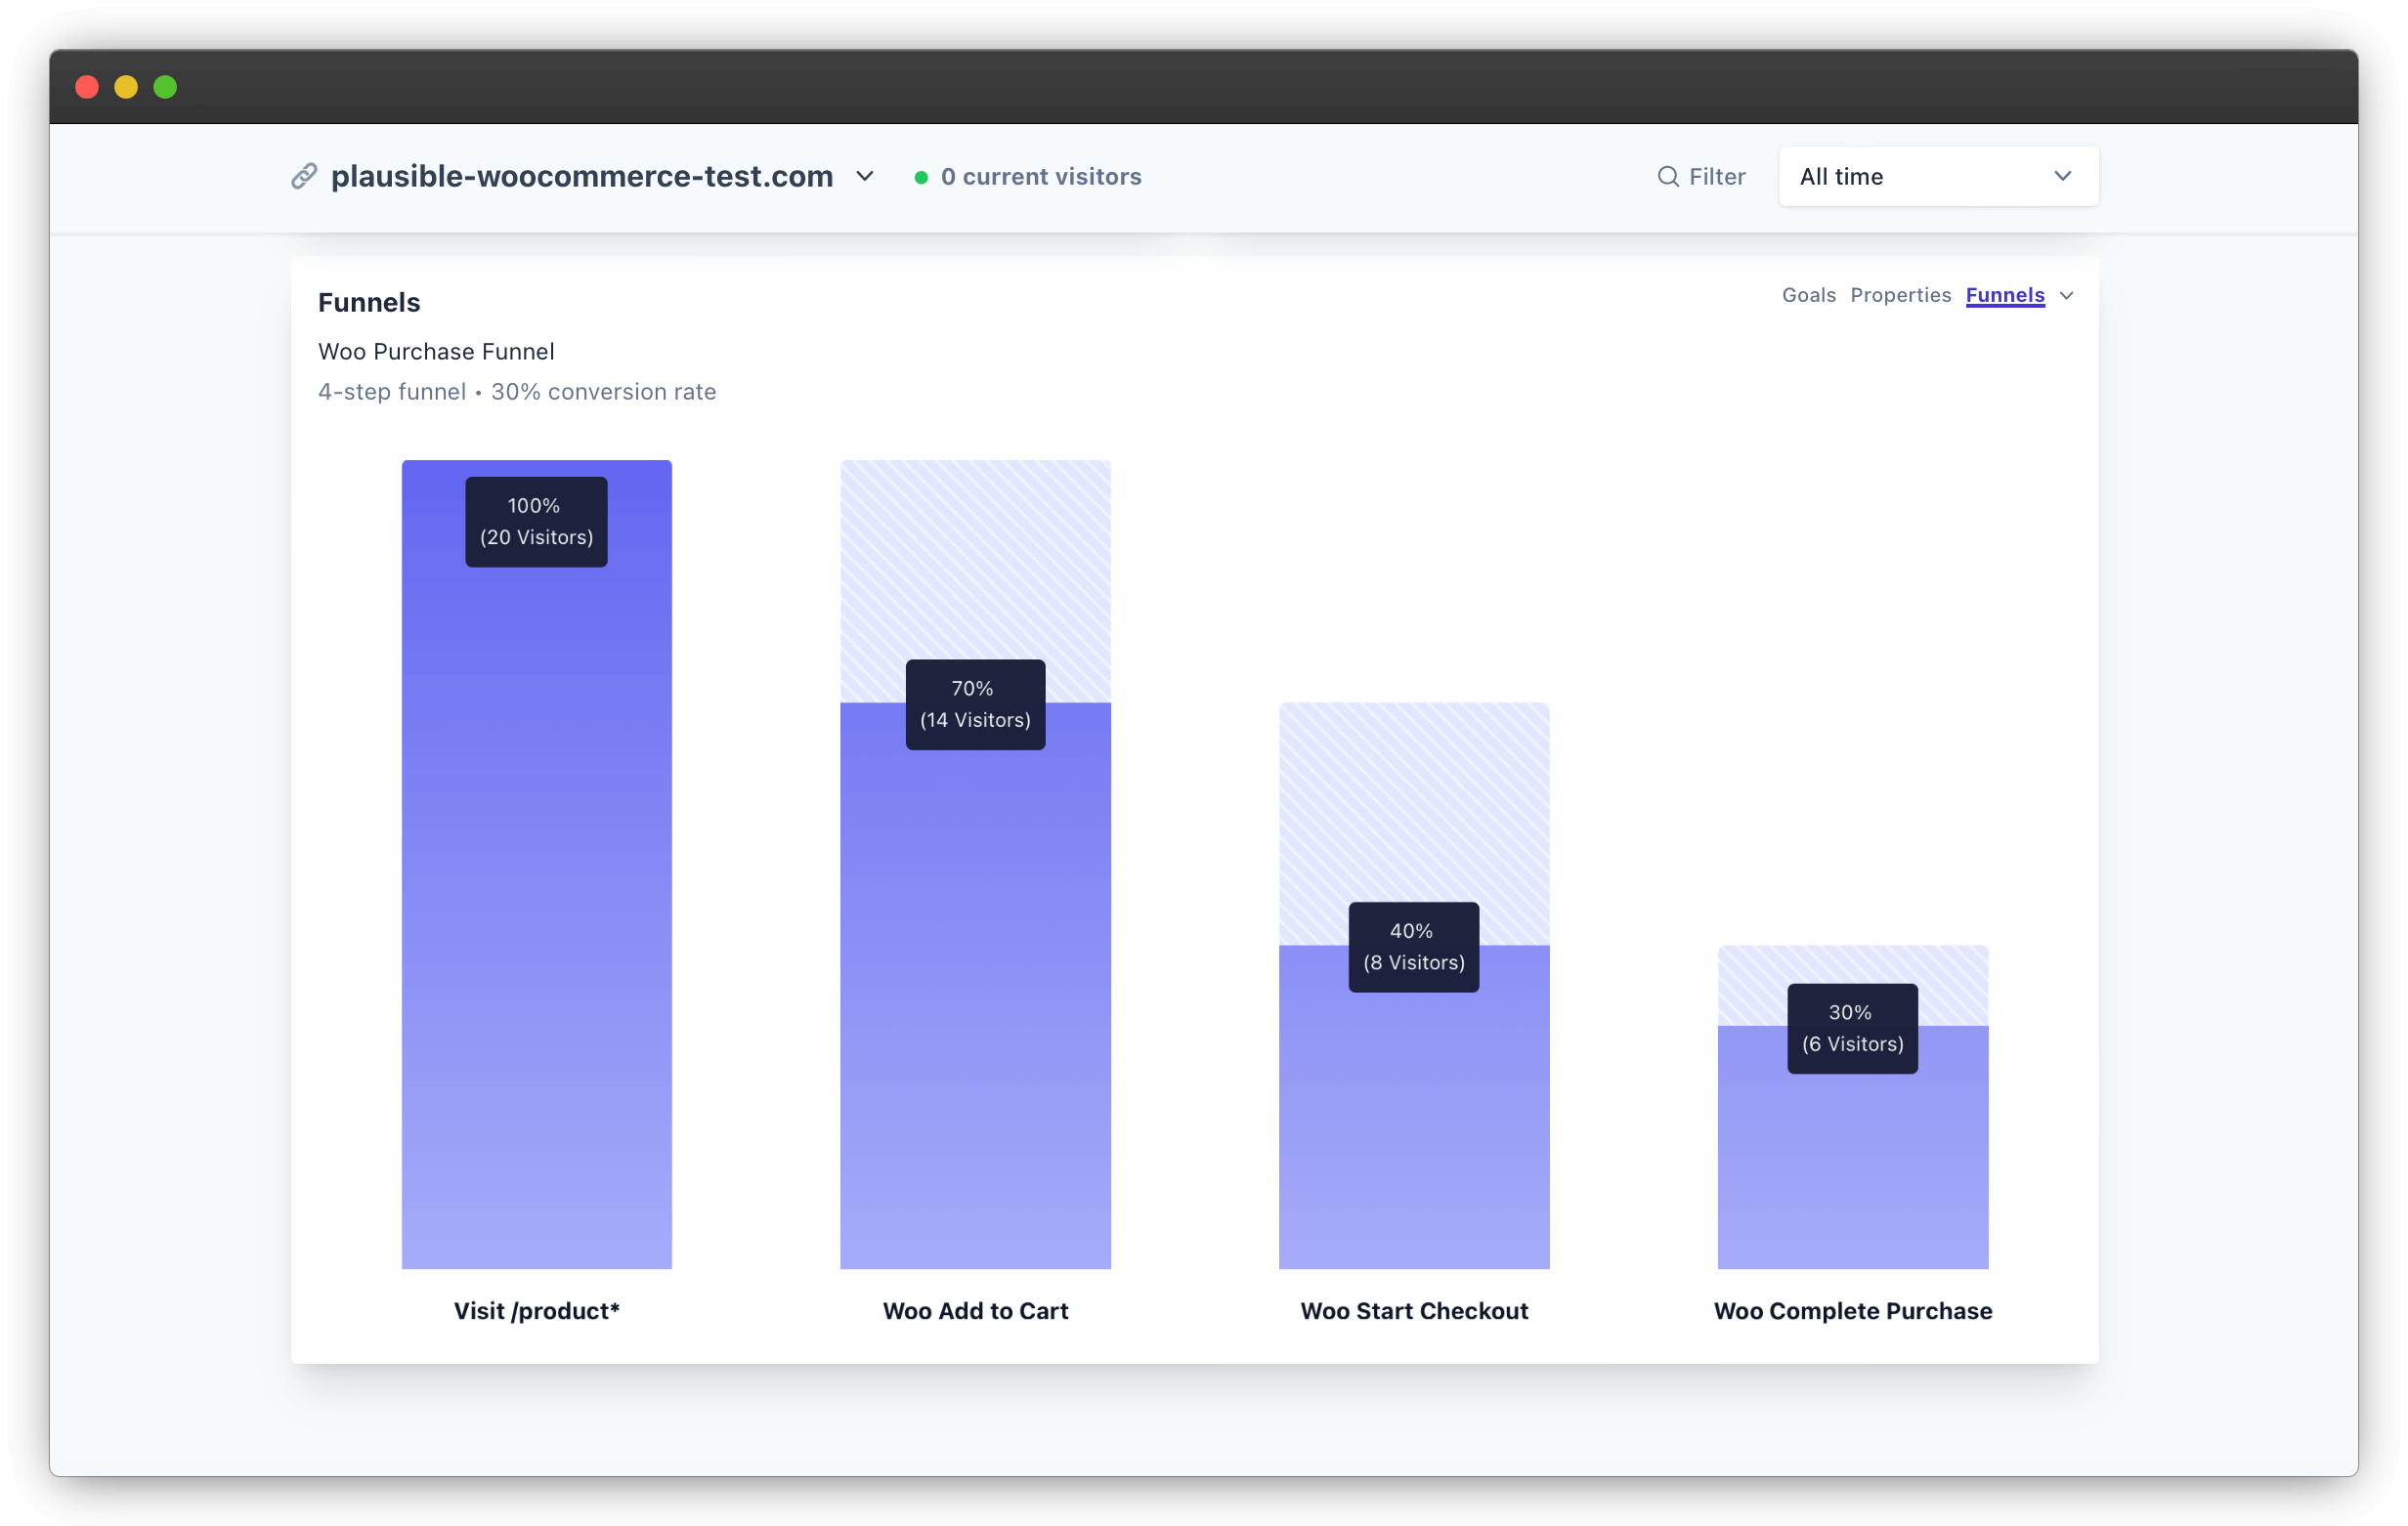 plausible-woocommerce-test.com
0 current visitors
Filter
All time
Funnels
Goals Properties Funnels
Woo Purchase Funnel
4-step funnel • 30% conversion rate
100%
(20 Visitors)
70%
(14 Visitors)
40%
(8 Visitors)
30%
(6 Visitors)
Visit /product*
Woo Add to Cart
Woo Start Checkout
Woo Complete Purchase